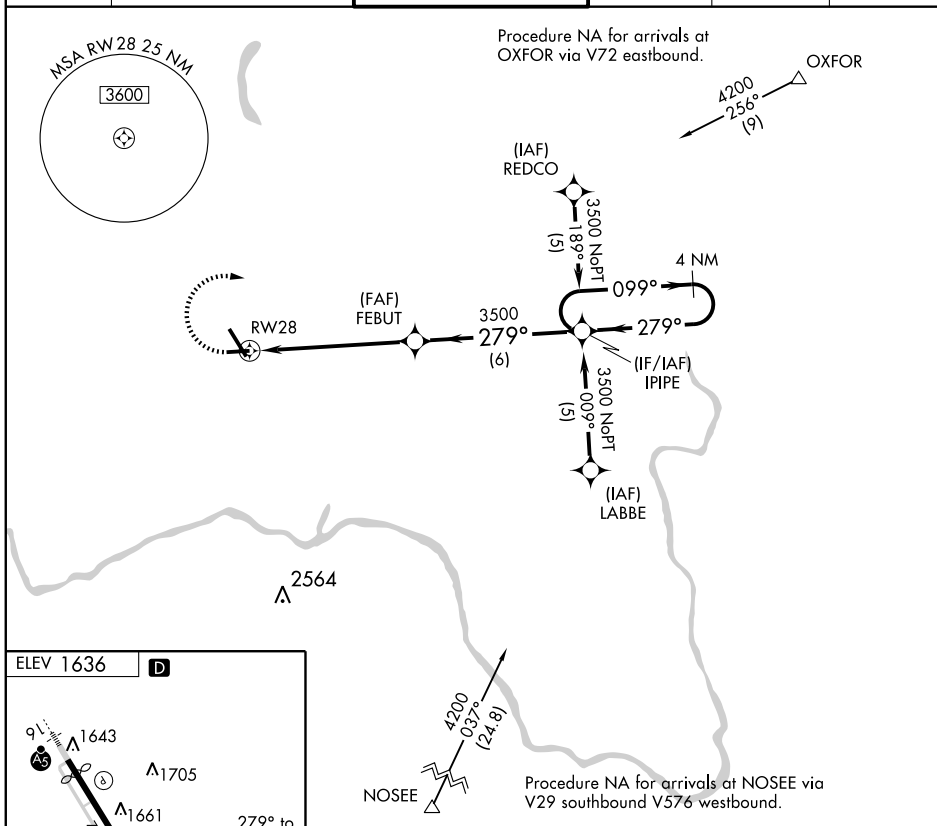 Procedure NA for arrivals at
OXFOR via V72 eastbound.
MSA RW28 25 NM
3600
OXFOR
4200
256°
(9)
(IAF)
REDCO
3500 NoPT
189°
(5)
4 NM
099°
279°
(FAF)
FEBUT
3500
279°
(6)
RW28
(IF/IAF)
IPIPE
3500 NoPT
009°
(5)
(IAF)
LABBE
2564
ELEV 1636
D
16
A5
1643
1705
1661
279° to
4200
037°
(24.8)
NOSEE
Procedure NA for arrivals at NOSEE via
V29 southbound V576 westbound.